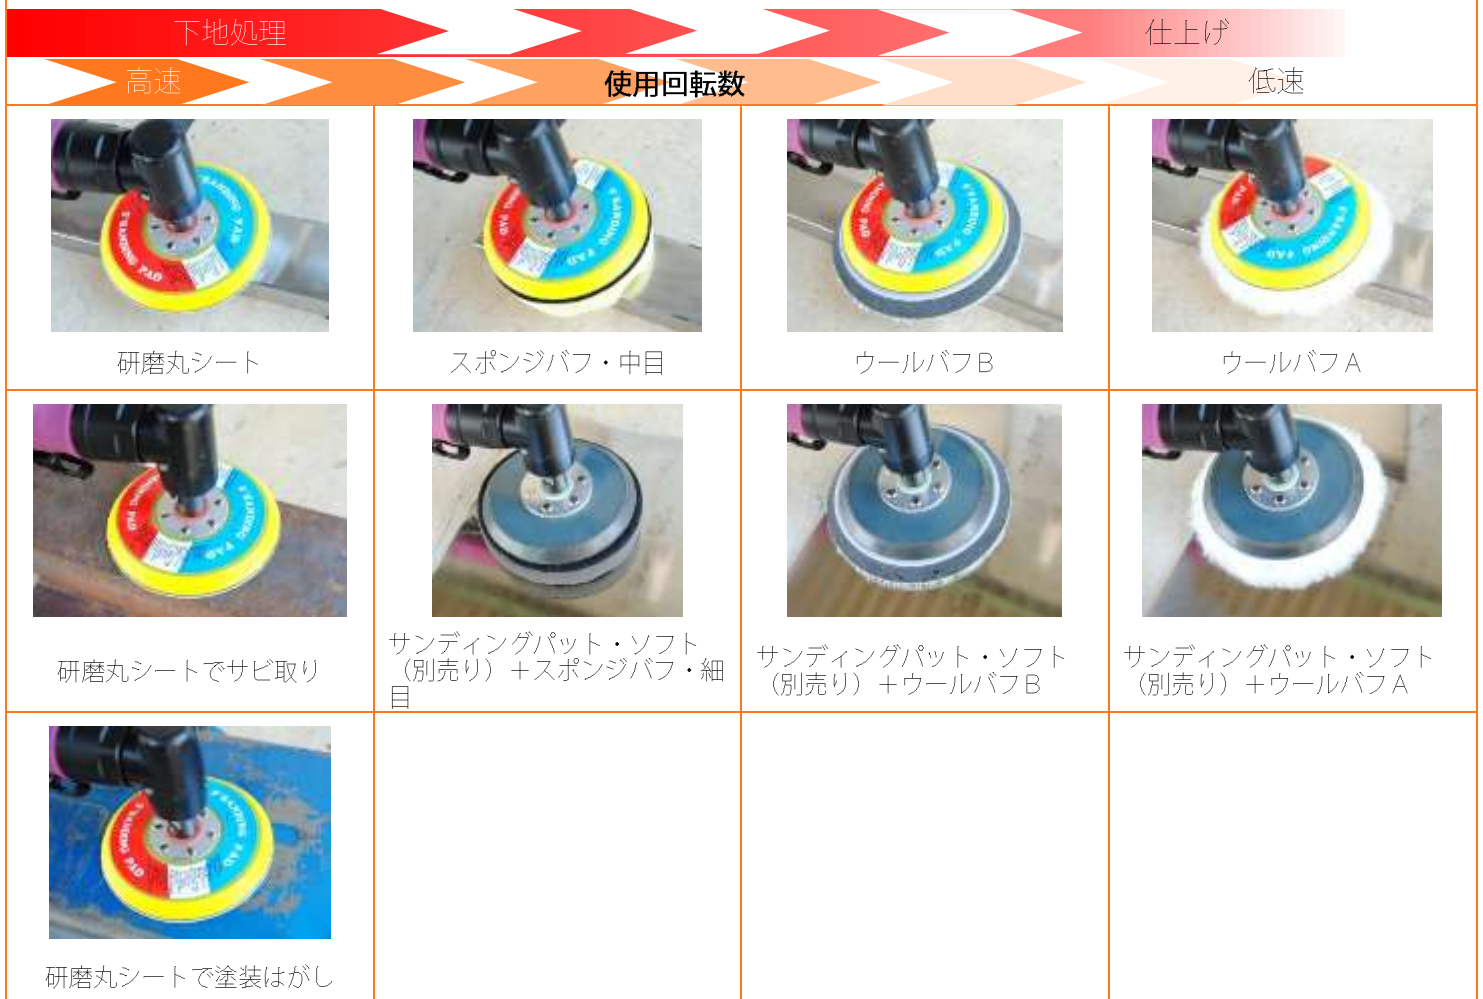 下地処理
仕上げ
高速
使用回転数
低速
研磨丸シート
スポンジバフ・中目
ウールバフB
ウールバフA
研磨丸シートでサビ取り
サンディングパット・ソフト
（別売り）＋スポンジバフ・細
目
サンディングパット・ソフト
（別売り）＋ウールバフB
サンディングパット・ソフト
（別売り）＋ウールバフA
研磨丸シートで塗装はがし
SANDING PAD
SANDING PAD